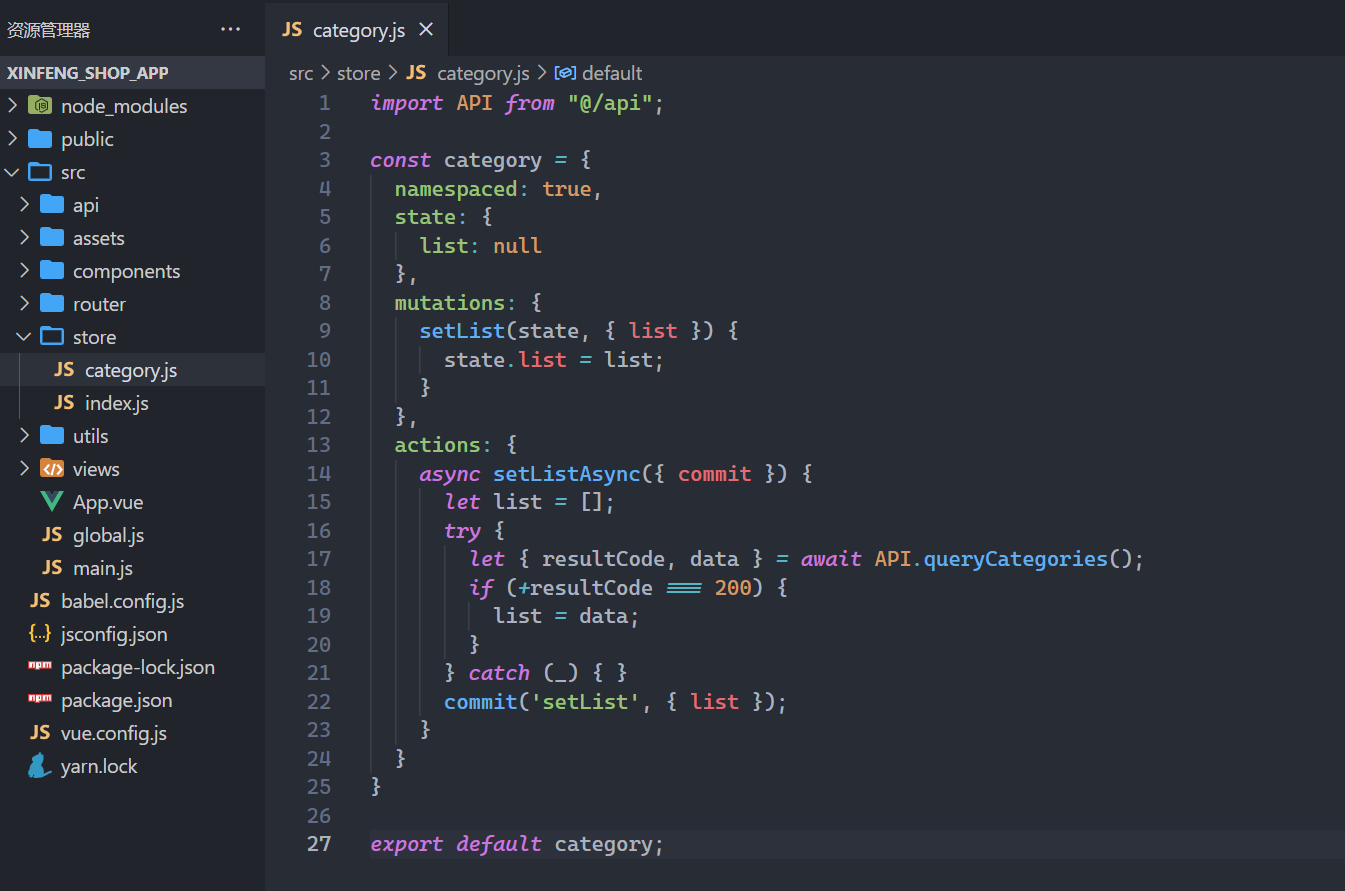 资源管理器 ...
XINFENG_SHOP_APP
node_modules
public
src
api
assets
components
router
store
JS category.js
JS index.js
utils
views
App.vue
JS global.js
JS main.js
JS babel.config.js
{..} jsconfig.json
npm package-lock.json
npm package.json
JS vue.config.js
yarn.lock
JS category.js ×
src > store > JS category.js > default
1 import API from "@/api";
2
3 const category = {
4 namespaced: true,
5 state: {
6 list: null
7 },
8 mutations: {
9 setList(state, { list }) {
10 state.list = list;
11 }
12 },
13 actions: {
14 async setListAsync({ commit }) {
15 let list = [];
16 try {
17 let { resultCode, data } = await API.queryCategories();
18 if (+resultCode === 200) {
19 list = data;
20 }
21 } catch (_) { }
22 commit('setList', { list });
23 }
24 }
25 }
26
27 export default category;